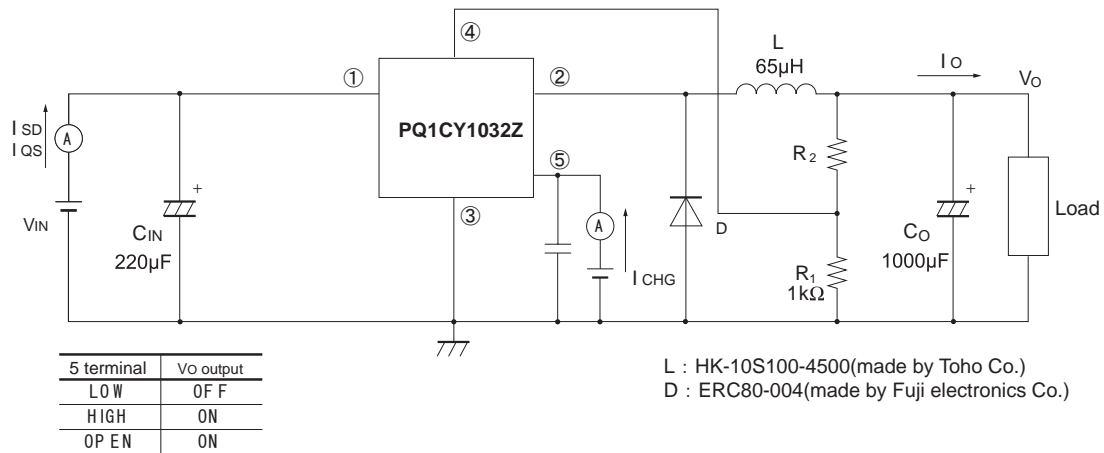 ④
L
65μH
I O
VO
①
②
I SD
I QS
A
PQ1CY1032Z
R2
⑤
③
VIN
+
CIN
220μF
A
I CHG
D
R1
1kΩ
+
CO
1000μF
Load
5 terminal VO output
LOW OFF
HIGH ON
OPEN ON
L : HK-10S100-4500(made by Toho Co.)
D : ERC80-004(made by Fuji electronics Co.)